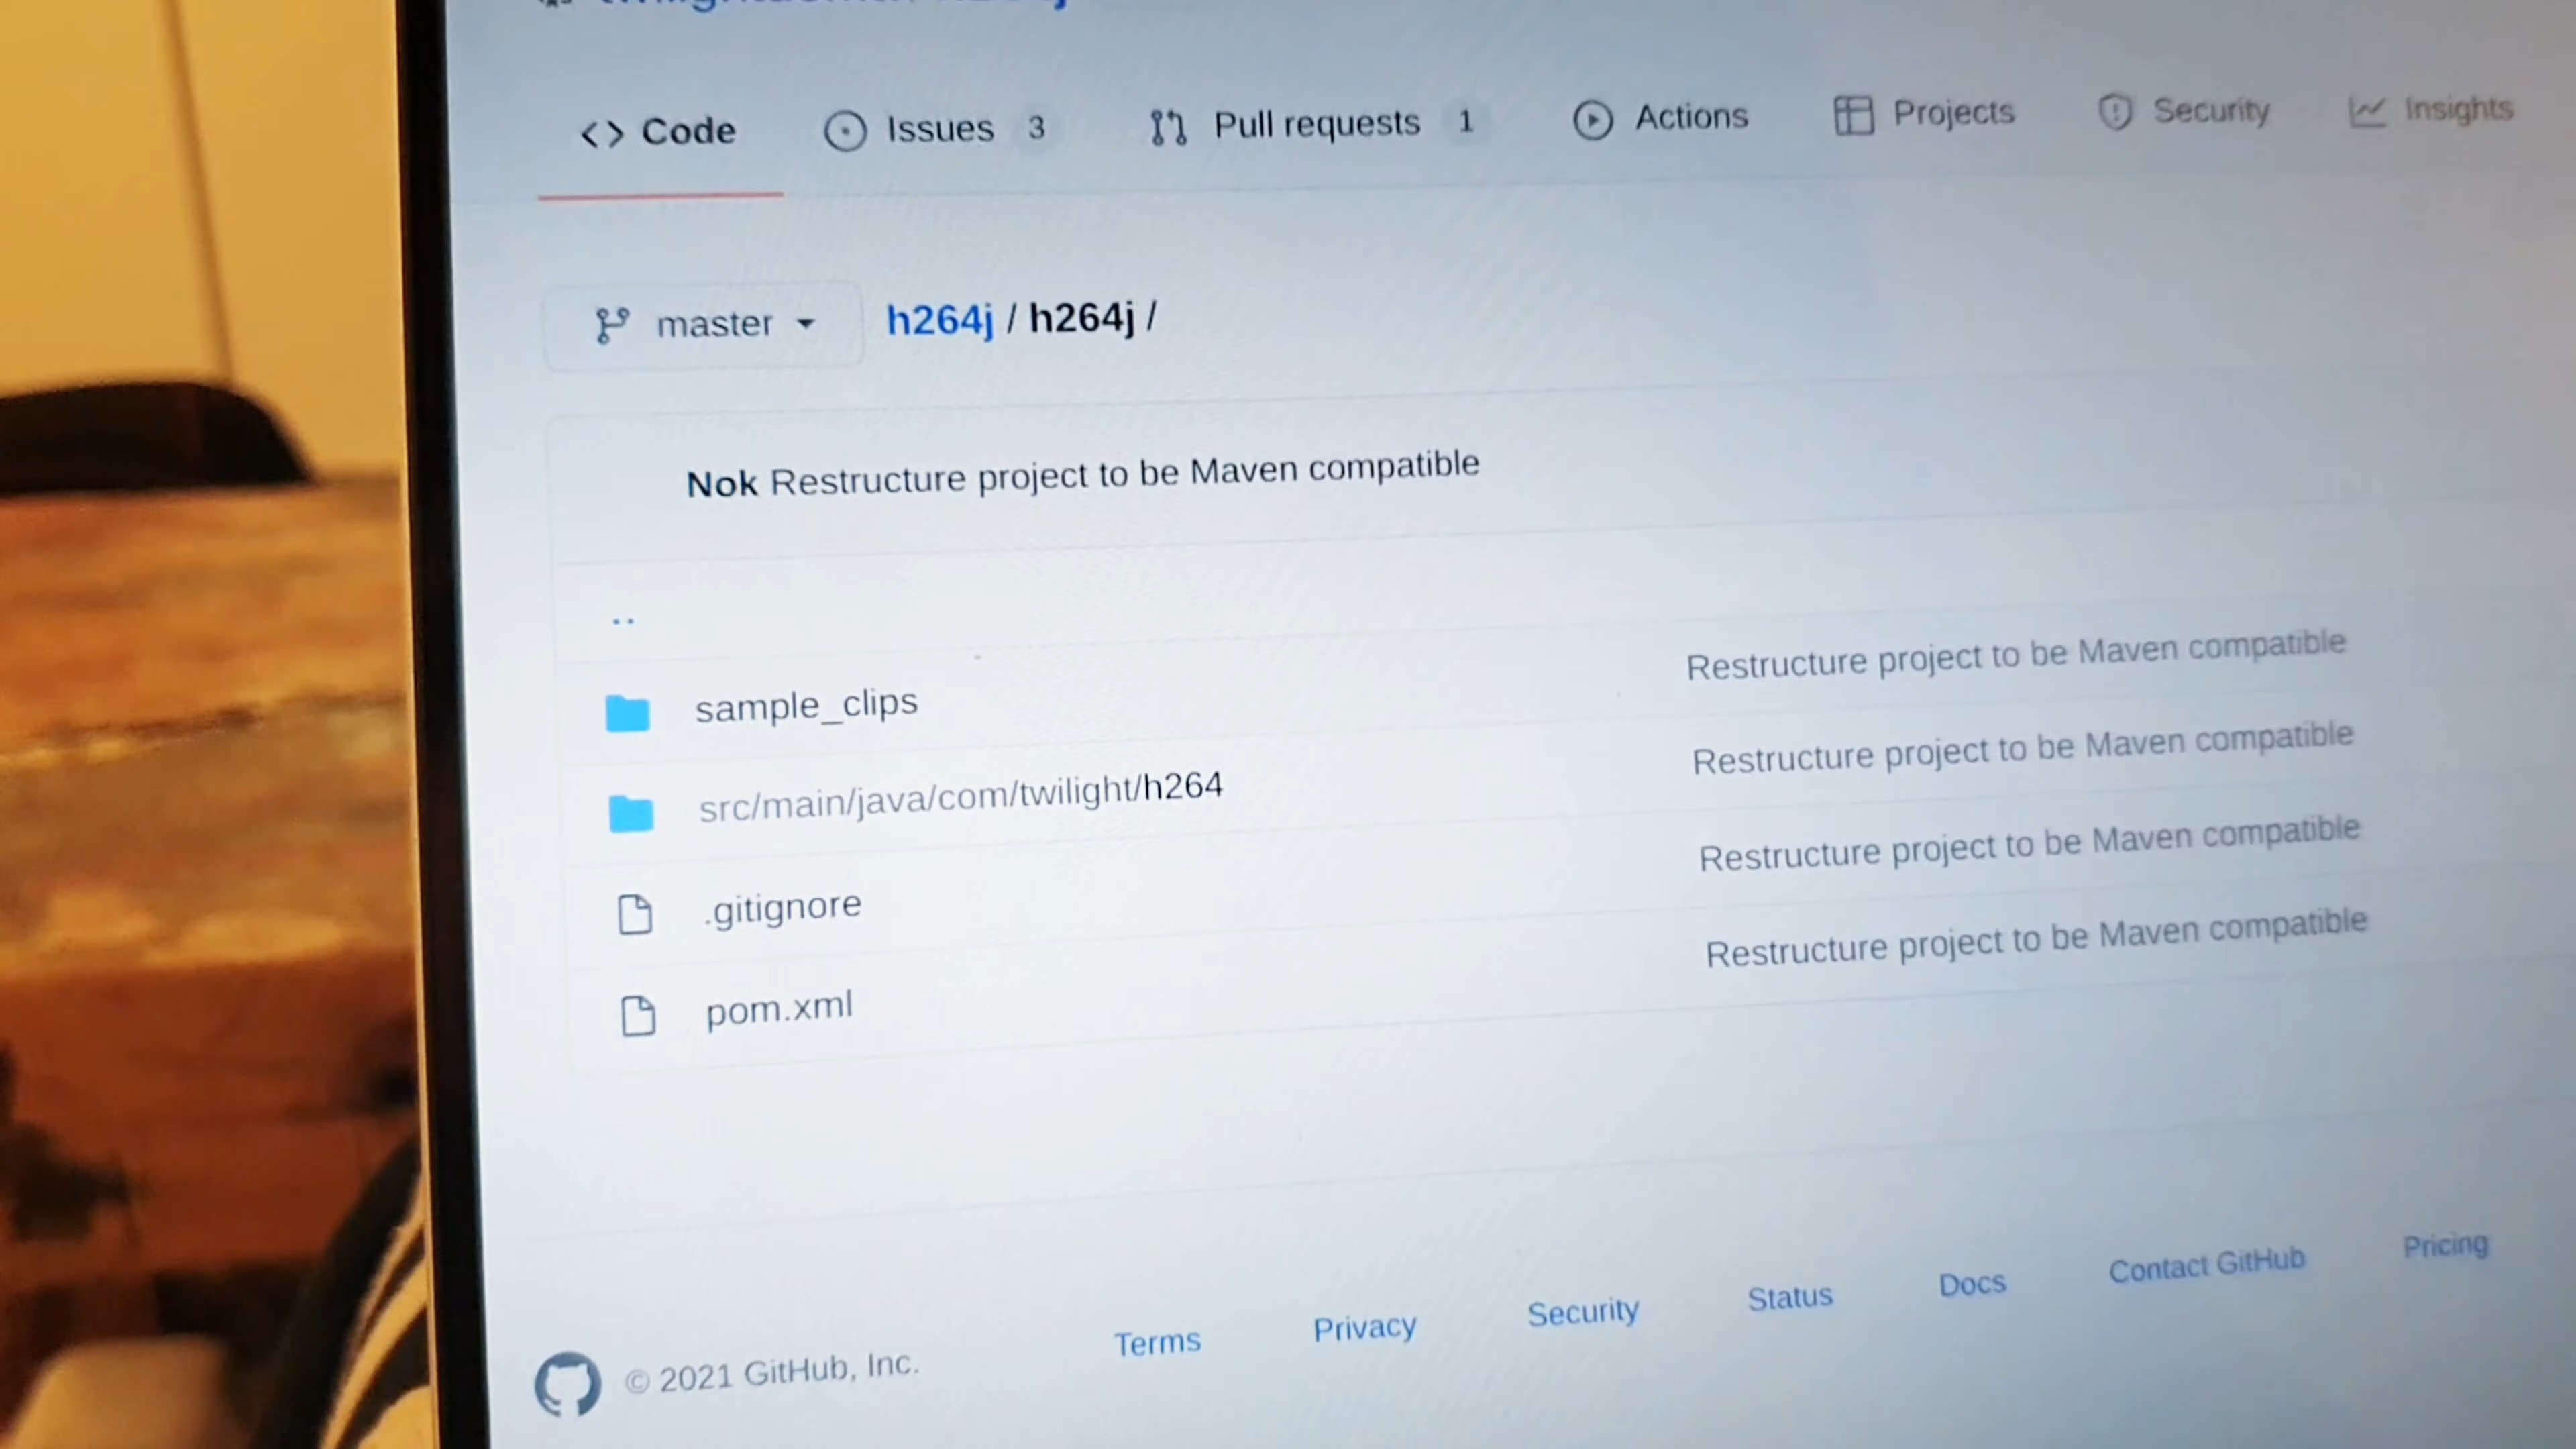 Code Issues 3 Pull requests 1 Actions Projects Security Insights
master h264j / h264j /
Nok Restructure project to be Maven compatible
..
sample_clips Restructure project to be Maven compatible
src/main/java/com/twilight/h264 Restructure project to be Maven compatible
.gitignore Restructure project to be Maven compatible
pom.xml Restructure project to be Maven compatible
© 2021 GitHub, Inc. Terms Privacy Security Status Docs Contact GitHub Pricing